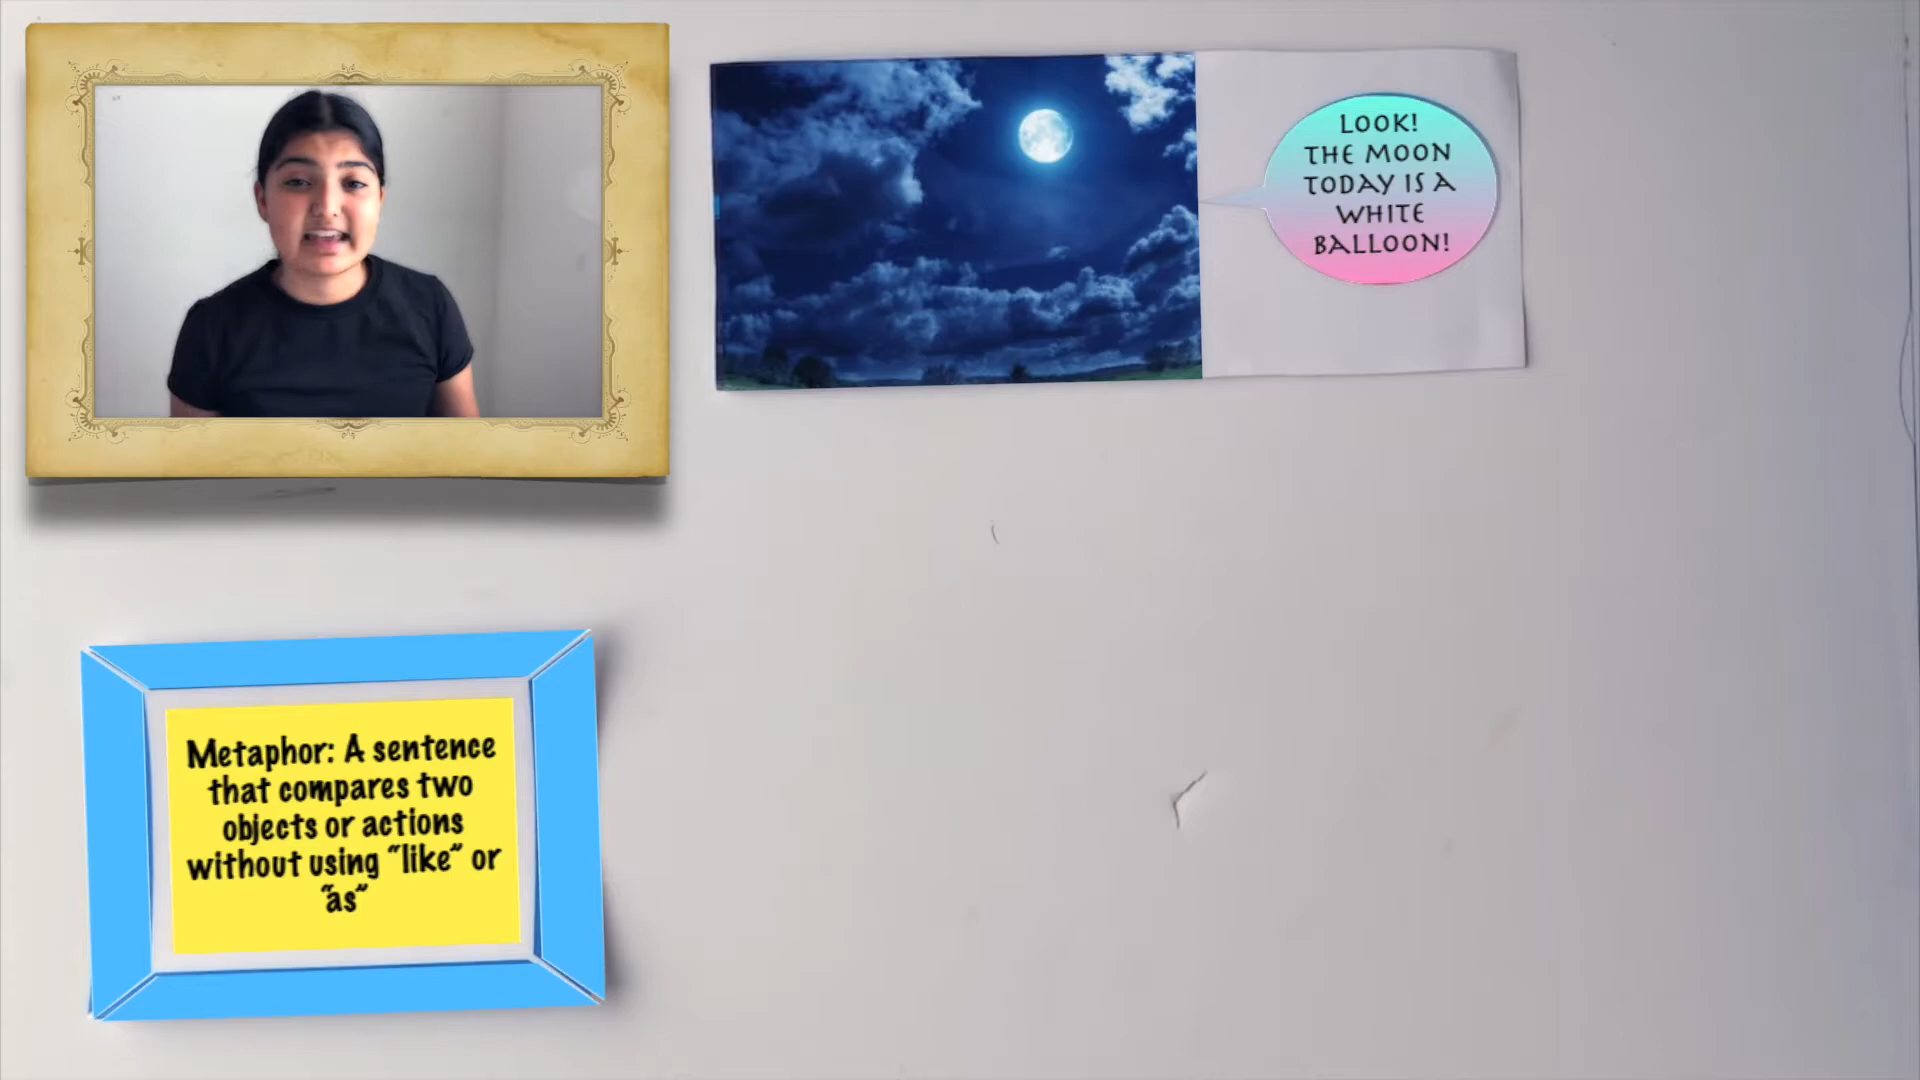 LOOK!
THE MOON
TODAY IS A
WHITE
BALLOON!
Metaphor: A sentence
that compares two
objects or actions
without using "like" or
"as"